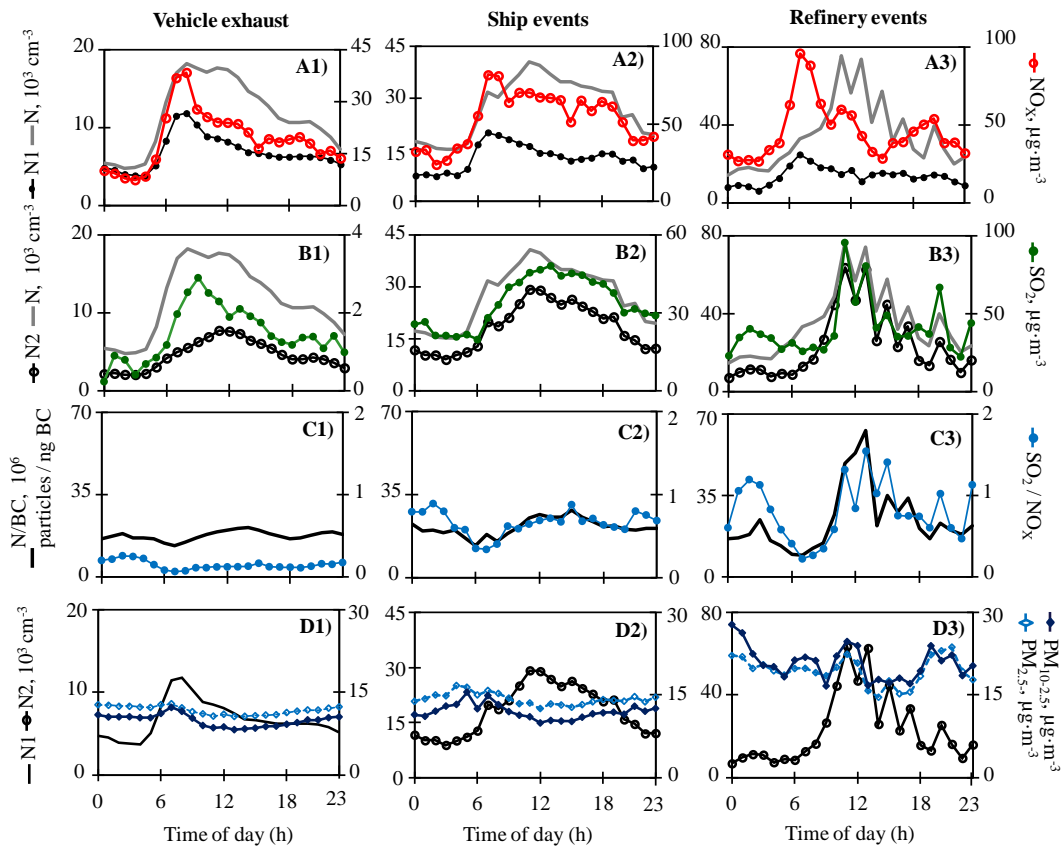 Vehicle exhaust
Ship events
Refinery events
N1 N, 10³ cm⁻³
20
10
0
A1)
45
30
15
0
45
30
15
0
A2)
100
50
0
80
40
0
A3)
100
50
0
NOX, µg·m⁻³
N2 N, 10³ cm⁻³
20
10
0
B1)
4
2
0
45
30
15
0
B2)
60
30
0
80
40
0
B3)
100
50
0
SO2, µg·m⁻³
N/BC, 10⁶
particles / ng BC
70
35
0
C1)
2
1
0
70
35
0
C2)
2
1
0
70
35
0
C3)
2
1
0
SO2 / NOX
N1 N2, 10³ cm⁻³
20
10
0
D1)
30
15
0
45
30
15
0
D2)
30
15
0
80
40
0
D3)
30
15
0
PM10-2.5, µg·m⁻³
PM2.5-, µg·m⁻³
0 6 12 18 23
0 6 12 18 23
0 6 12 18 23
Time of day (h)
Time of day (h)
Time of day (h)